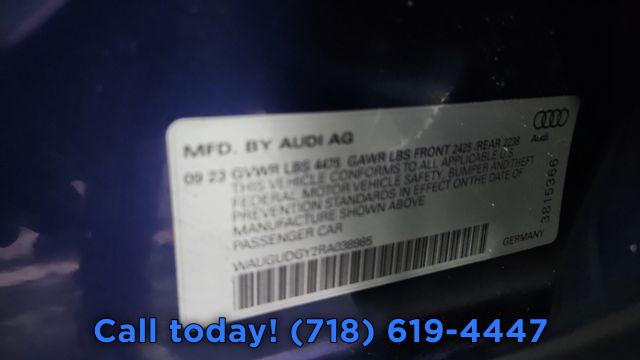 MFD. BY AUDI AG
Audi
09 23 GVWR LBS 4475 GAWR LBS FRONT 2425 /REAR 2238
THIS VEHICLE CONFORMS TO ALL APPLICABLE U.S.
FEDERAL MOTOR VEHICLE SAFETY, BUMPER AND THEFT
PREVENTION STANDARDS IN EFFECT ON THE DATE OF
MANUFACTURE SHOWN ABOVE
PASSENGER CAR
WAUGUDGY2RA038985
GERMANY
3815366
Call today! (718) 619-4447